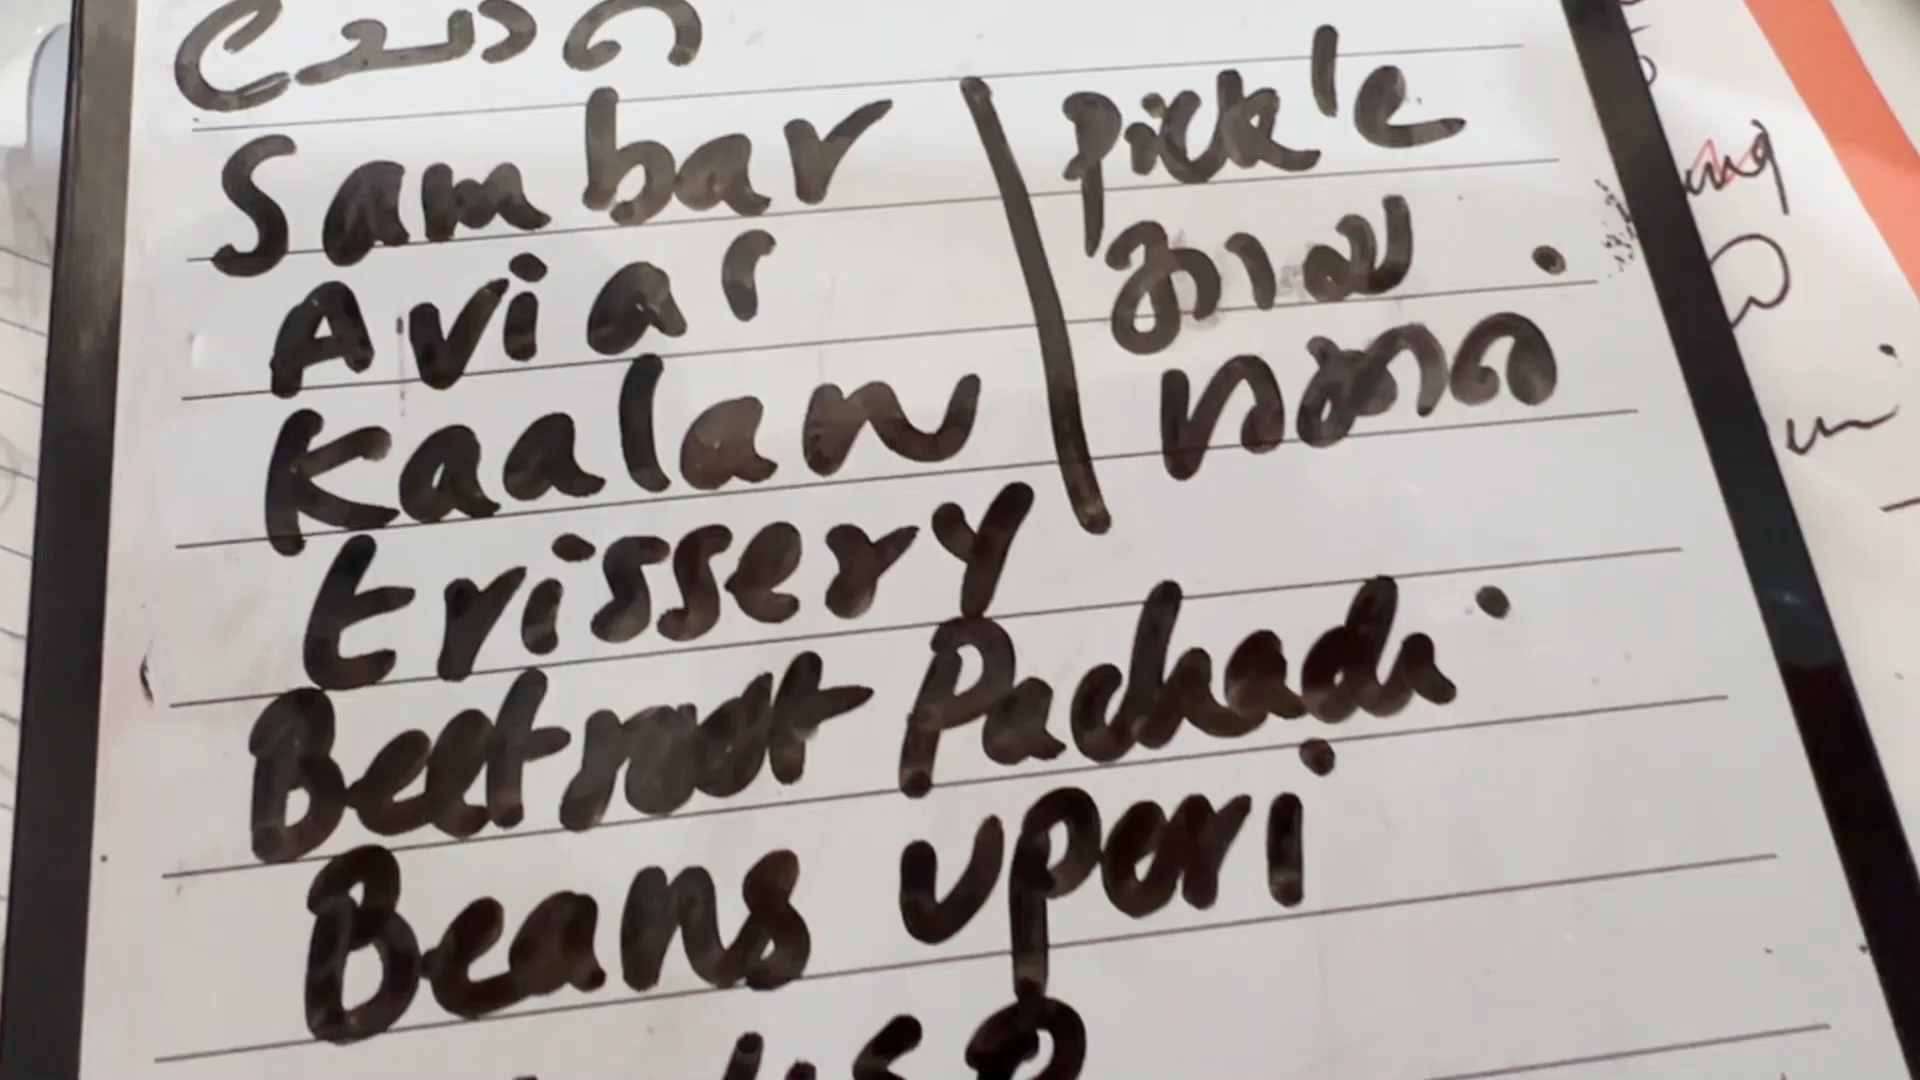 ചോറ്
Sambar
Avial
Kaalan
Erissery
Beetroot Pachadi
Beans uperi
Pickle
കായ